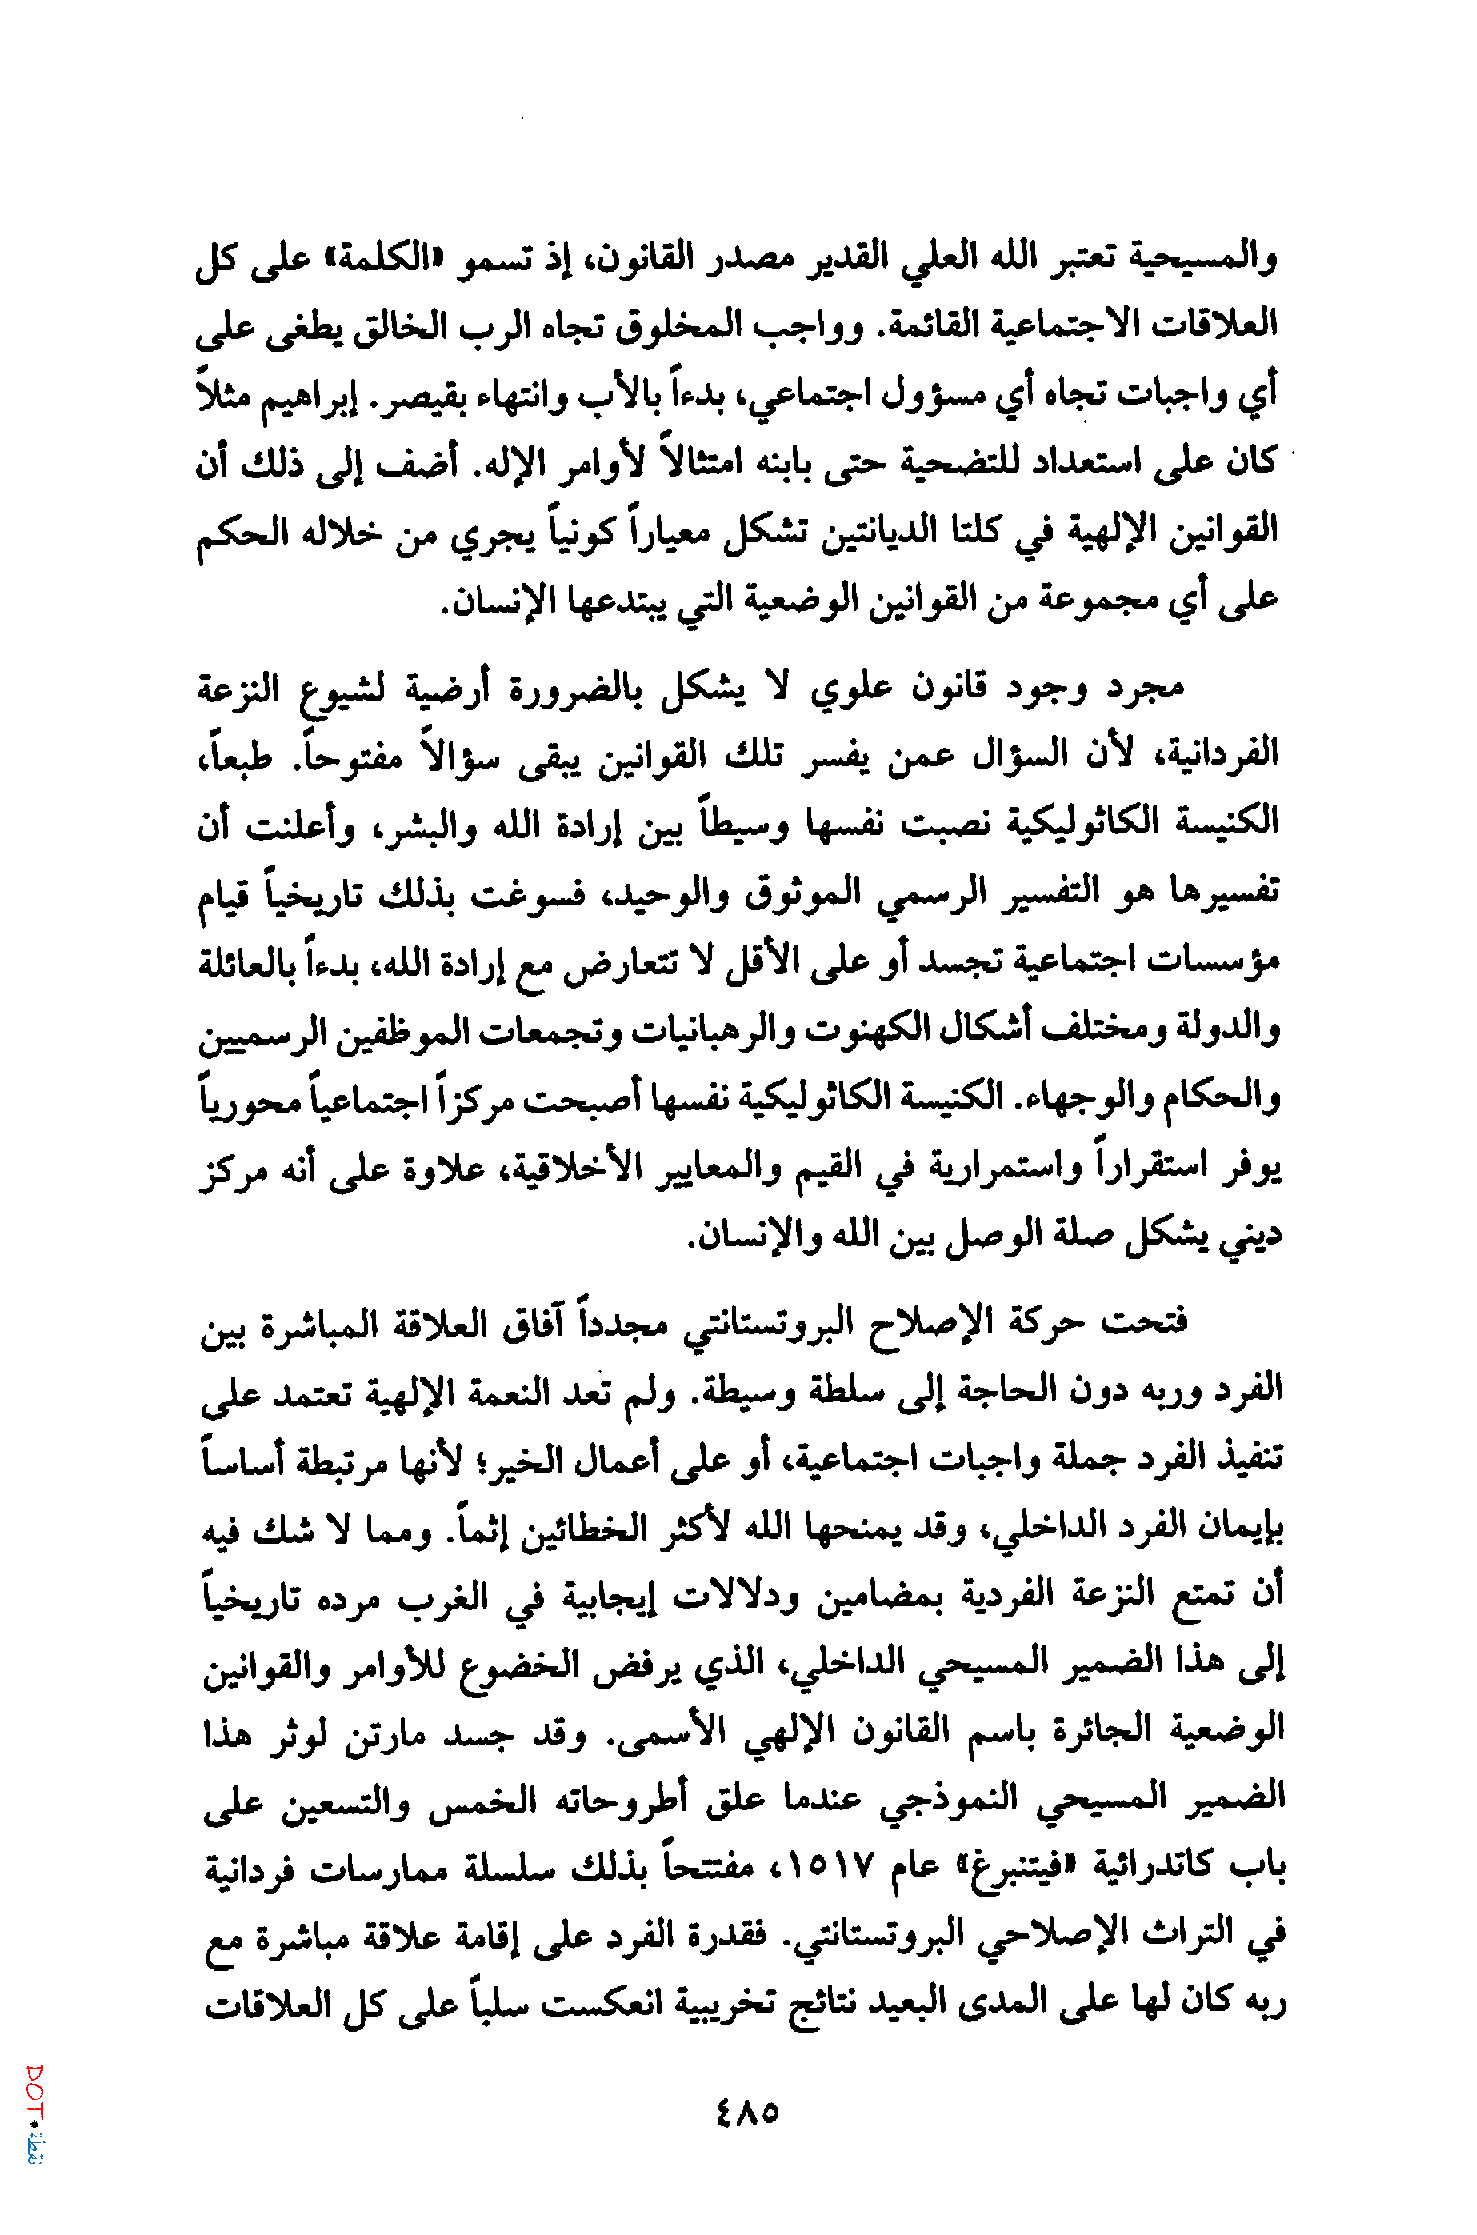 والمسيحية تعتبر الله العلي القدير مصدر القانون، إذ تسمو «الكلمة» على كل
العلاقات الاجتماعية القائمة. وواجب المخلوق تجاه الرب الخالق يطغى على
أي واجبات تجاه أي مسؤول اجتماعي، بدءاً بالأب وانتهاء بقيصر. إبراهيم مثلاً
كان على استعداد للتضحية حتى بابنه امتثالاً لأوامر الإله. أضف إلى ذلك أن
القوانين الإلهية في كلتا الديانتين تشكل معياراً كونياً يجري من خلاله الحكم
على أي مجموعة من القوانين الوضعية التي يبتدعها الإنسان.
مجرد وجود قانون علوي لا يشكل بالضرورة أرضية لشيوع النزعة
الفردانية، لأن السؤال عمن يفسر تلك القوانين يبقى سؤالاً مفتوحاً. طبعاً،
الكنيسة الكاثوليكية نصبت نفسها وسيطاً بين إرادة الله والبشر، وأعلنت أن
تفسيرها هو التفسير الرسمي الموثوق والوحيد، فسوغت بذلك تاريخياً قيام
مؤسسات اجتماعية تجسد أو على الأقل لا تتعارض مع إرادة الله، بدءاً بالعائلة
والدولة ومختلف أشكال الكهنوت والرهبانيات وتجمعات الموظفين الرسميين
والحكام والوجهاء. الكنيسة الكاثوليكية نفسها أصبحت مركزاً اجتماعياً محورياً
يوفر استقراراً واستمرارية في القيم والمعايير الأخلاقية، علاوة على أنه مركز
ديني يشكل صلة الوصل بين الله والإنسان.
فتحت حركة الإصلاح البروتستانتي مجدداً آفاق العلاقة المباشرة بين
الفرد وربه دون الحاجة إلى سلطة وسيطة. ولم تعد النعمة الإلهية تعتمد على
تنفيذ الفرد جملة واجبات اجتماعية، أو على أعمال الخير؛ لأنها مرتبطة أساساً
بإيمان الفرد الداخلي، وقد يمنحها الله لأكثر الخطائين إثماً. ومما لا شك فيه
أن تمتع النزعة الفردية بمضامين ودلالات إيجابية في الغرب مرده تاريخياً
إلى هذا الضمير المسيحي الداخلي، الذي يرفض الخضوع للأوامر والقوانين
الوضعية الجائرة باسم القانون الإلهي الأسمى. وقد جسد مارتن لوثر هذا
الضمير المسيحي النموذجي عندما علق أطروحاته الخمس والتسعين على
باب كاتدرائية «فيتنبرغ» عام ١٥١٧، مفتتحاً بذلك سلسلة ممارسات فردانية
في التراث الإصلاحي البروتستانتي. فقدرة الفرد على إقامة علاقة مباشرة مع
ربه كان لها على المدى البعيد نتائج تخريبية انعكست سلباً على كل العلاقات
٤٨٥
نقطة • DOT